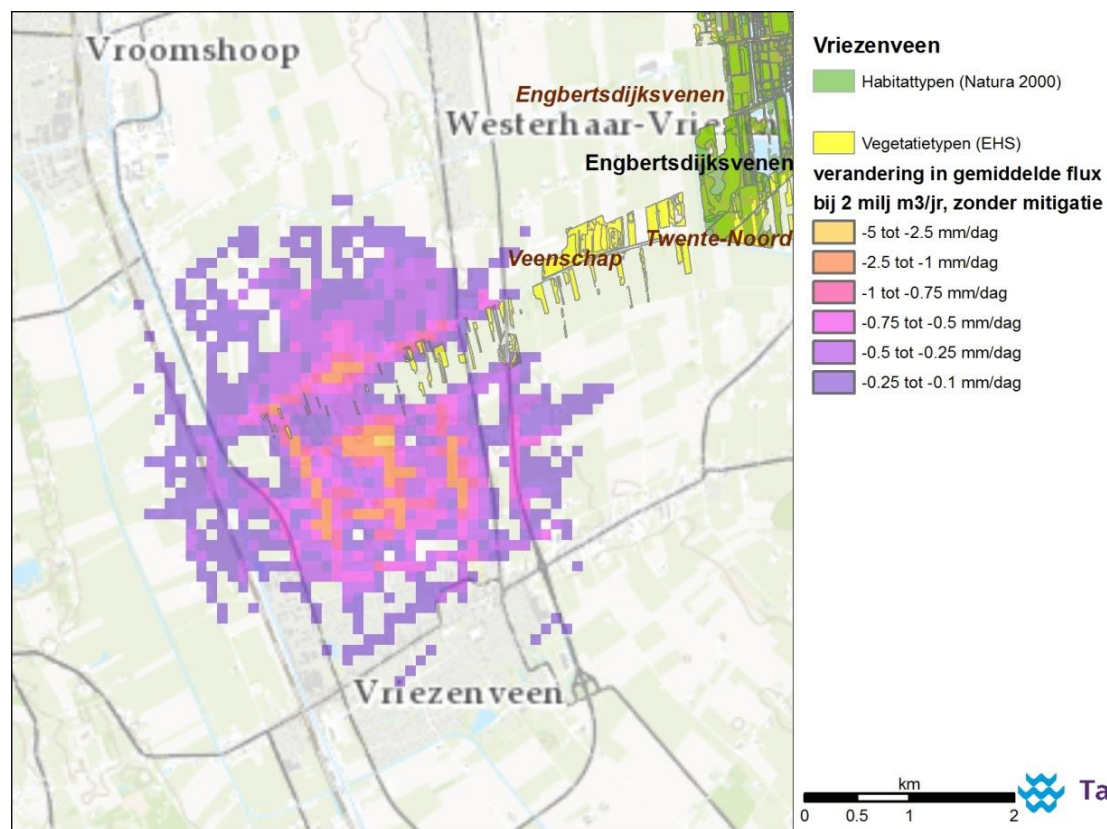 Vroomshoop
Engbertsdijksvenen
Westerhaar-Vriezen
Engbertsdijksvenen
Twente-Noord
Veenschap
Vriezenveen
Vriezenveen
Habitattypen (Natura 2000)
Vegetatietypen (EHS)
verandering in gemiddelde flux
bij 2 milj m3/jr, zonder mitigatie
-5 tot -2.5 mm/dag
-2.5 tot -1 mm/dag
-1 tot -0.75 mm/dag
-0.75 tot -0.5 mm/dag
-0.5 tot -0.25 mm/dag
-0.25 tot -0.1 mm/dag
km
0 0.5 1 2
Ta